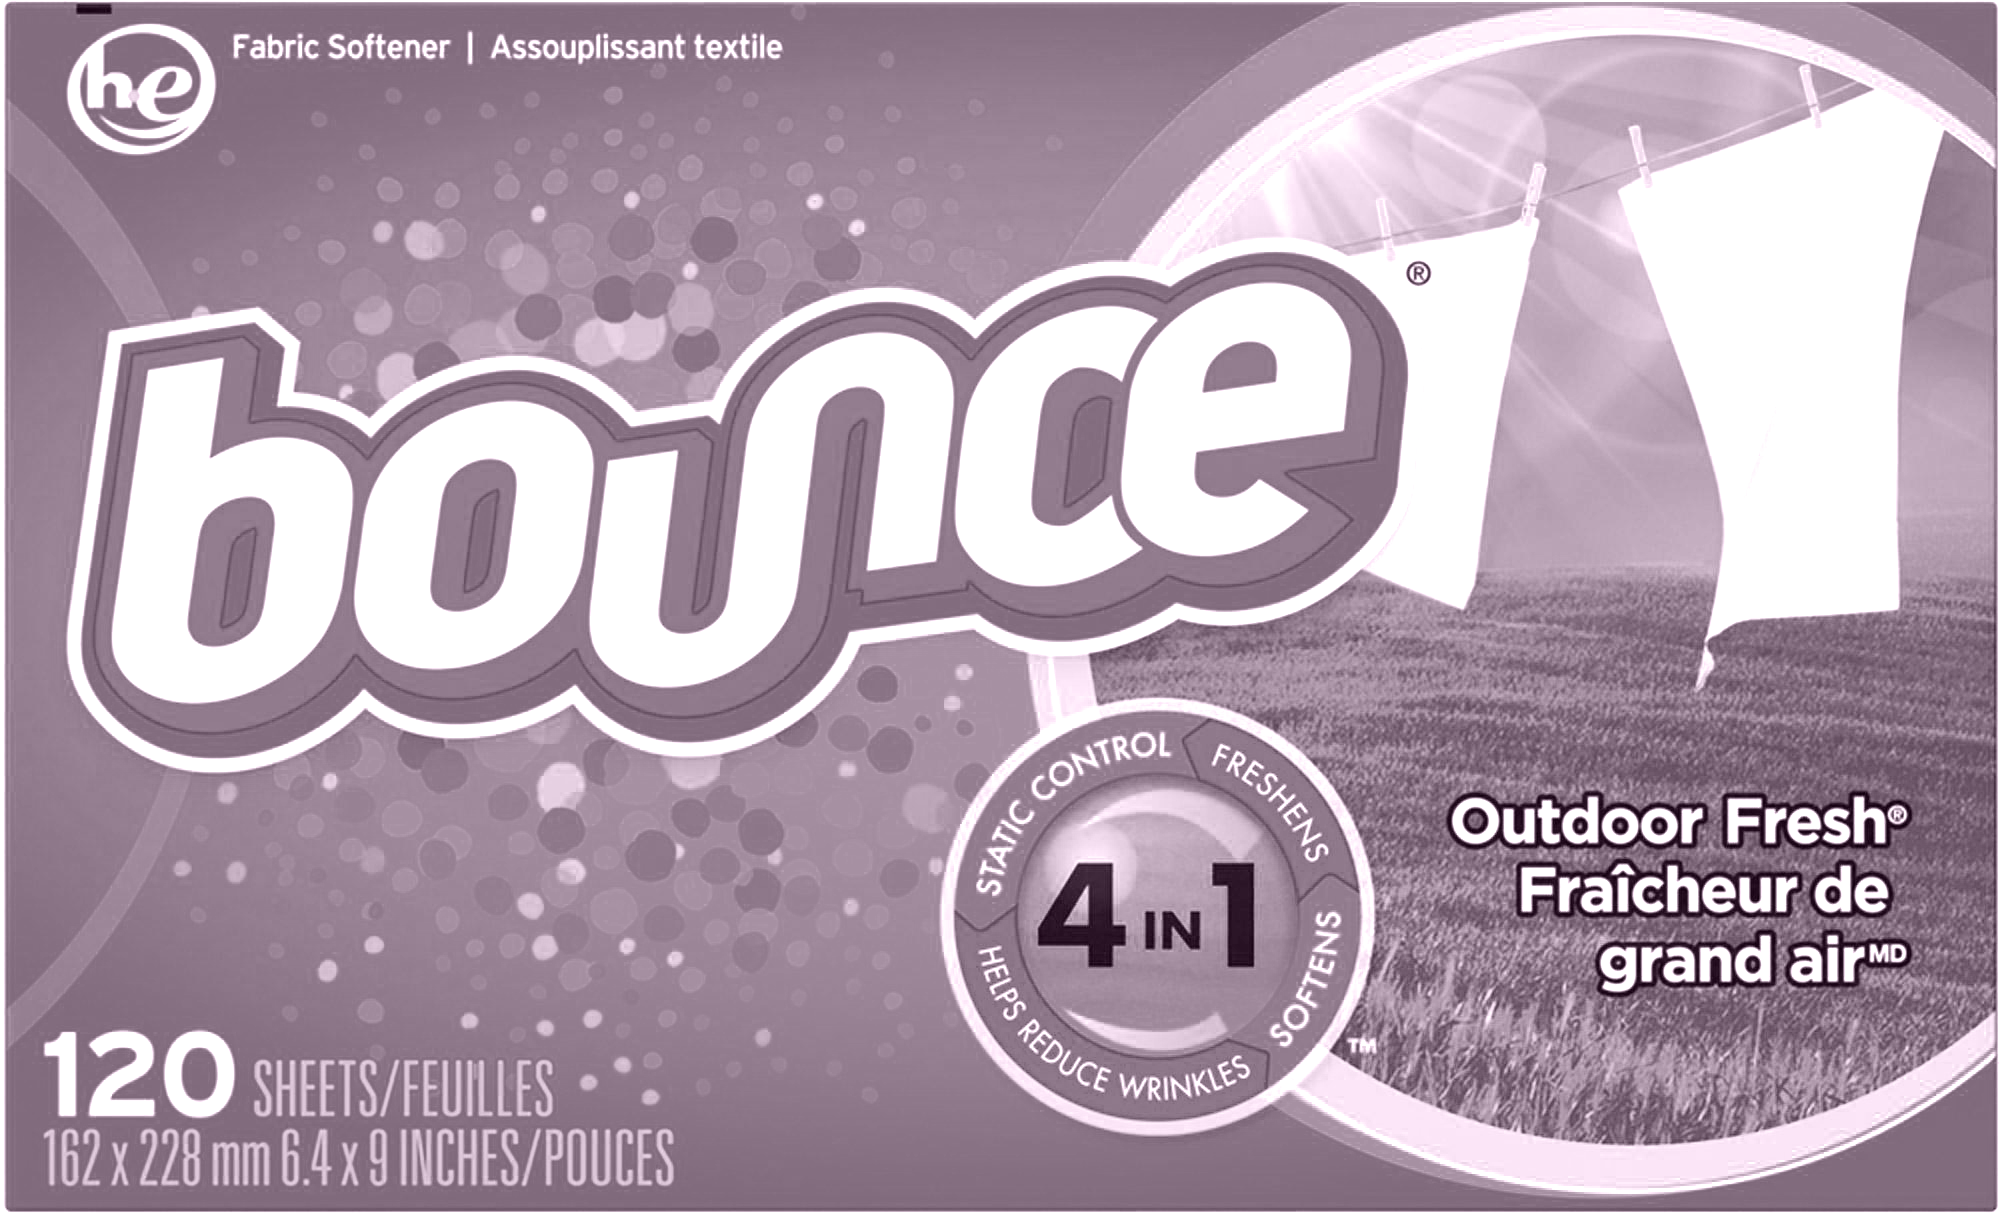 he
Fabric Softener | Assouplissant textile
bounce®
STATIC CONTROL
FRESHENS
SOFTENS
HELPS REDUCE WRINKLES
4 IN 1
TM
Outdoor Fresh®
Fraîcheur de
grand airMD
120 SHEETS/FEUILLES
162 x 228 mm 6.4 x 9 INCHES/POUCES